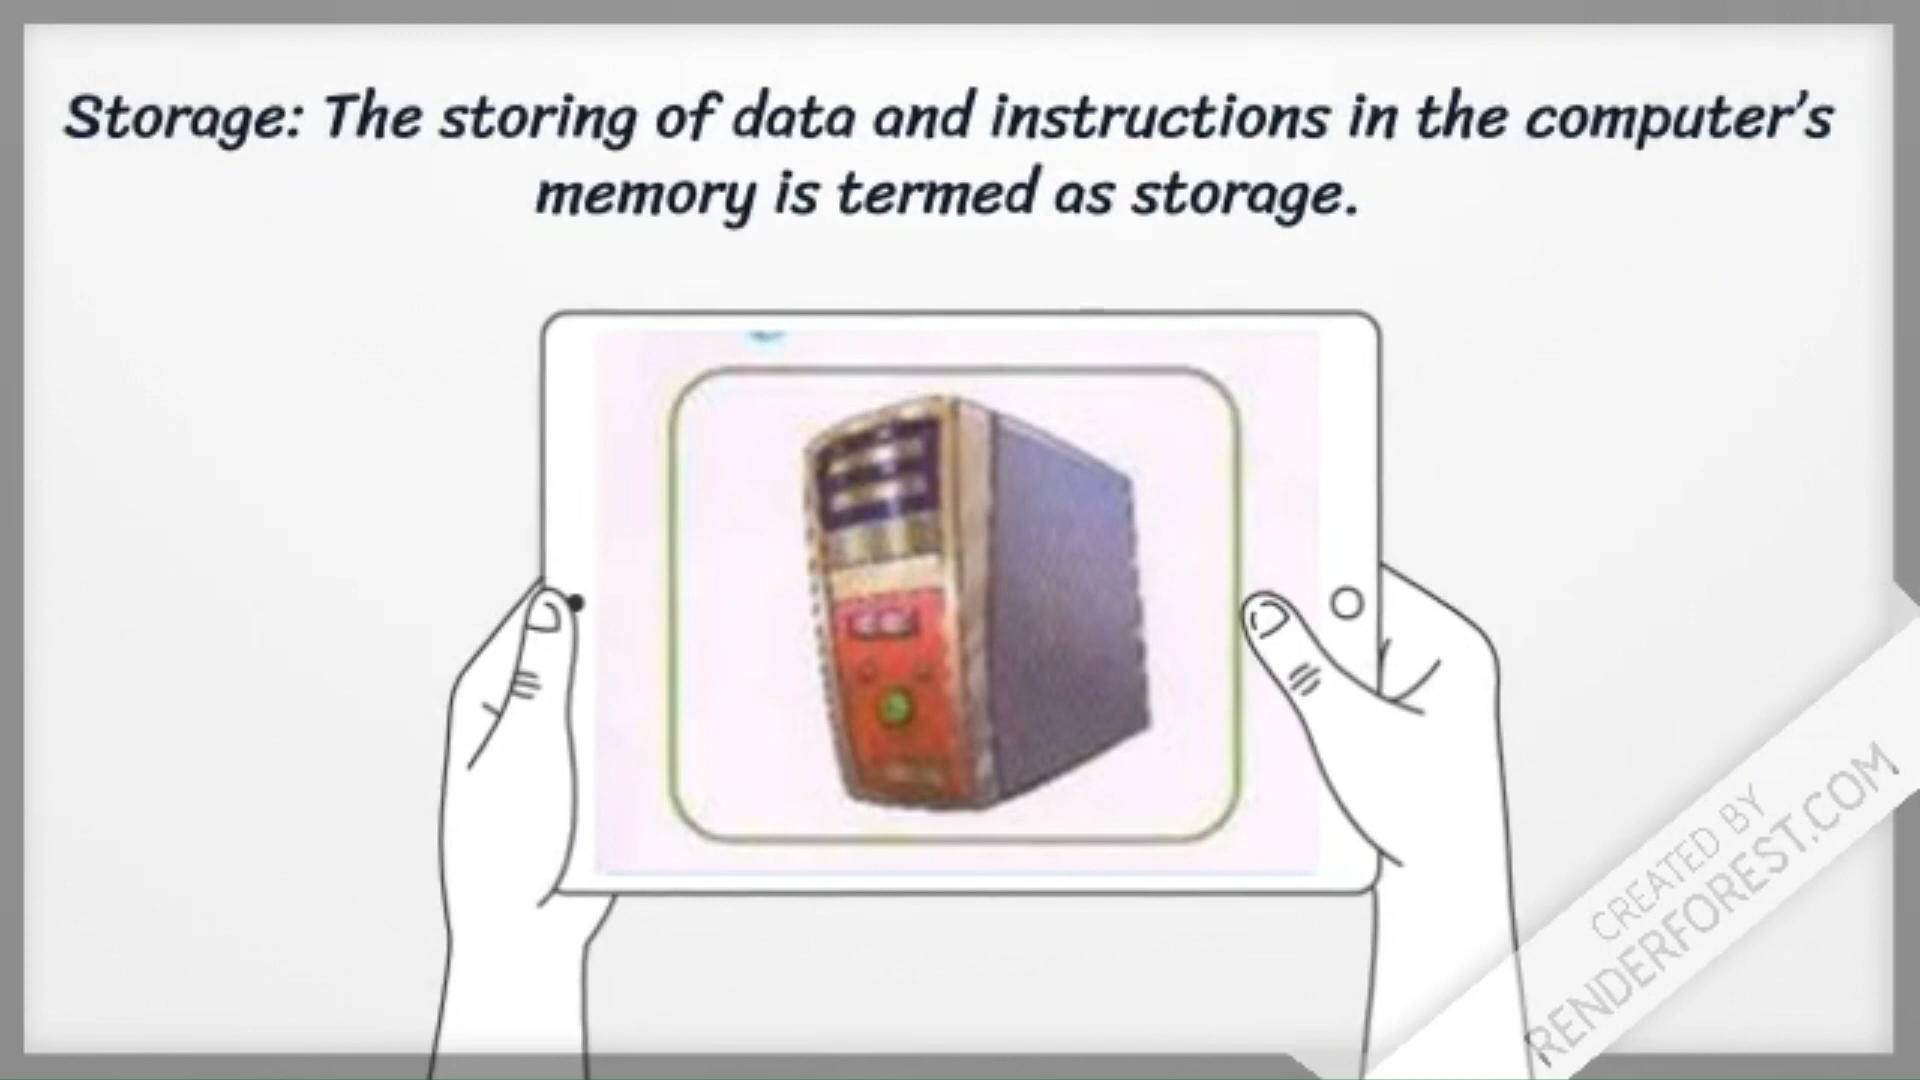 Storage: The storing of data and instructions in the computer's
memory is termed as storage.
CREATED BY
RENDERFOREST.COM